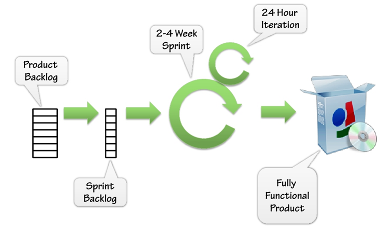 2-4 Week
Sprint
24 Hour
Iteration
Product
Backlog
Sprint
Backlog
Fully
Functional
Product